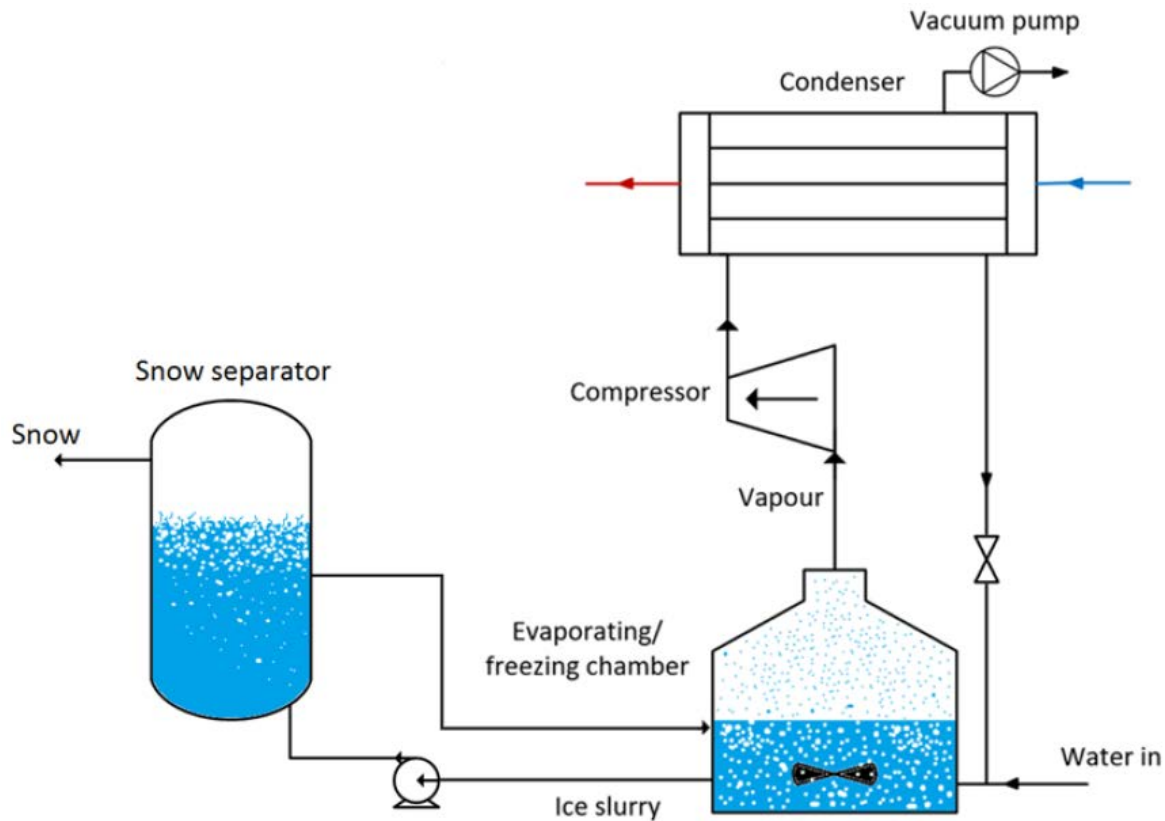 Vacuum pump
Condenser
Compressor
Snow separator
Snow
Vapour
Evaporating/
freezing chamber
Water in
Ice slurry